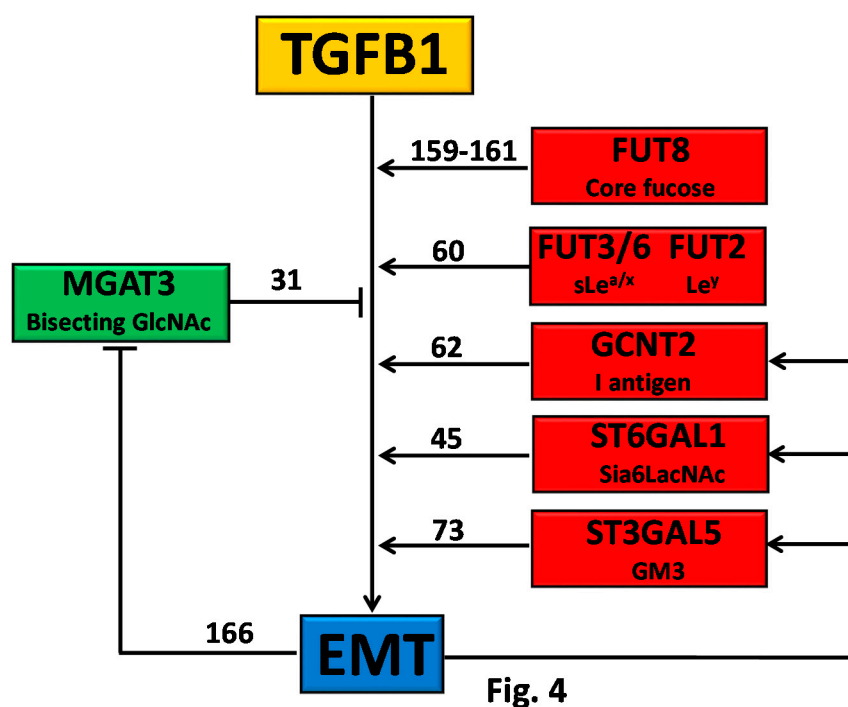 TGFB1
159-161
FUT8
Core fucose
60
FUT3/6 FUT2
sLea/x Ley
MGAT3
Bisecting GlcNAc
31
62
GCNT2
I antigen
45
ST6GAL1
Sia6LacNAc
73
ST3GAL5
GM3
166
EMT
Fig. 4